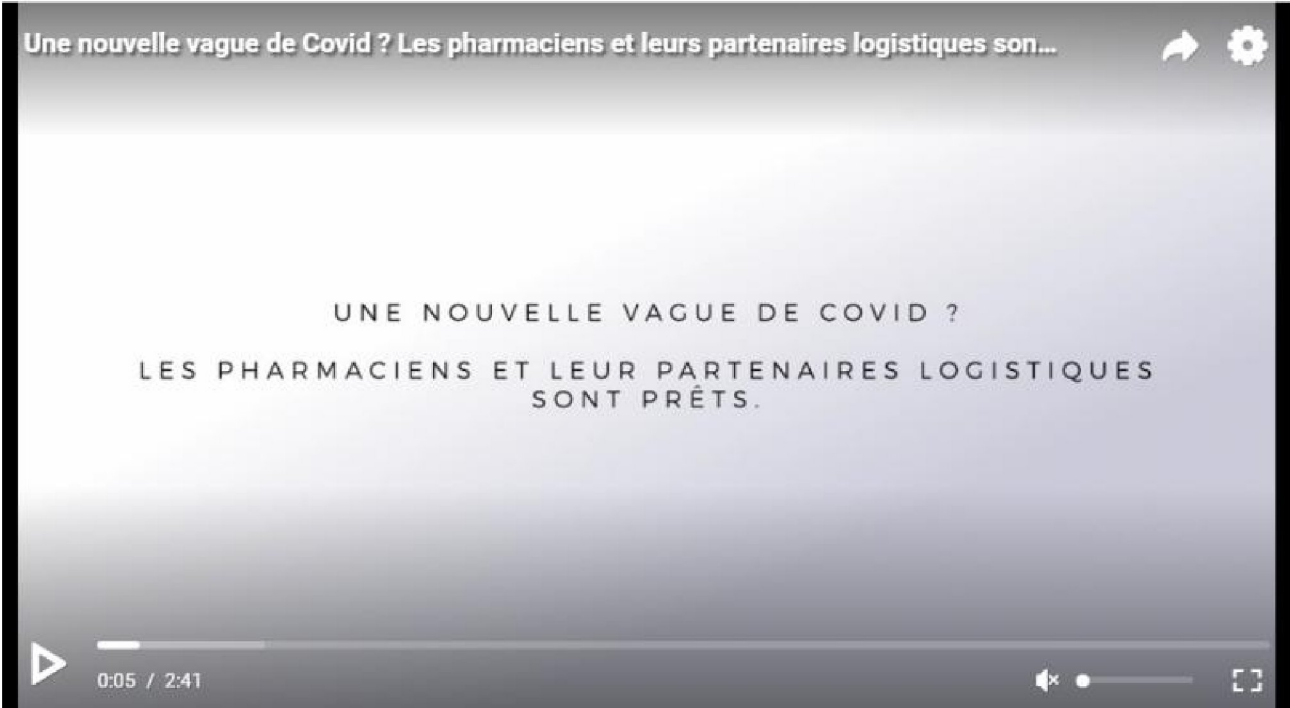 Une nouvelle vague de Covid ? Les pharmaciens et leurs partenaires logistiques son...
UNE NOUVELLE VAGUE DE COVID ?
LES PHARMACIENS ET LEUR PARTENAIRES LOGISTIQUES
SONT PRÊTS.
0:05 / 2:41